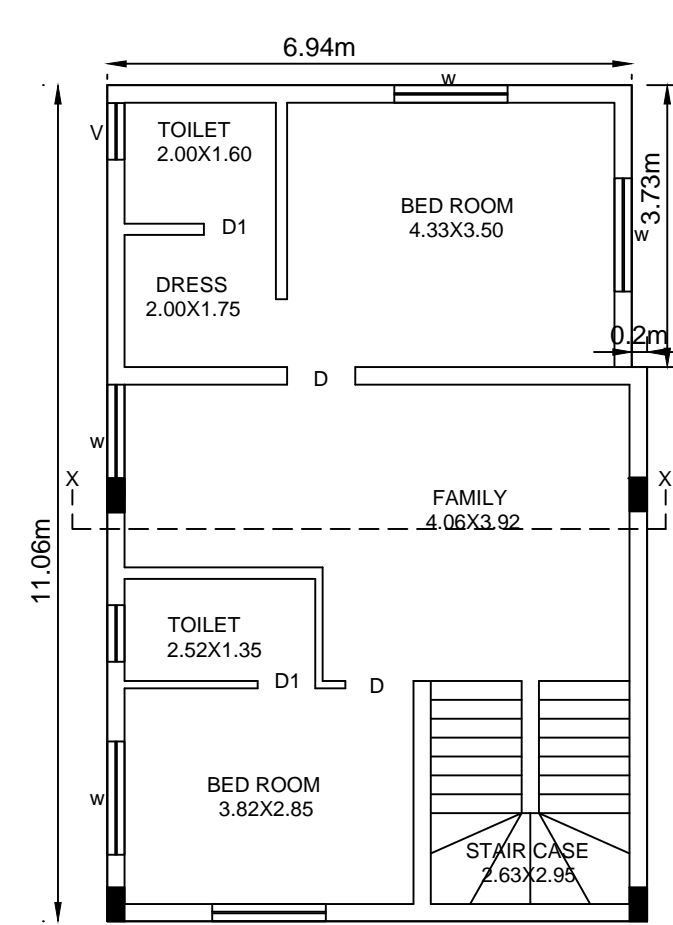 6.94m
w
V
TOILET
2.00X1.60
3.73m
BED ROOM
4.33X3.50
D1
w
DRESS
2.00X1.75
0.2m
D
w
X
X
FAMILY
4.06X3.92
11.06m
TOILET
2.52X1.35
D1
D
BED ROOM
3.82X2.85
w
STAIR CASE
2.63X2.95